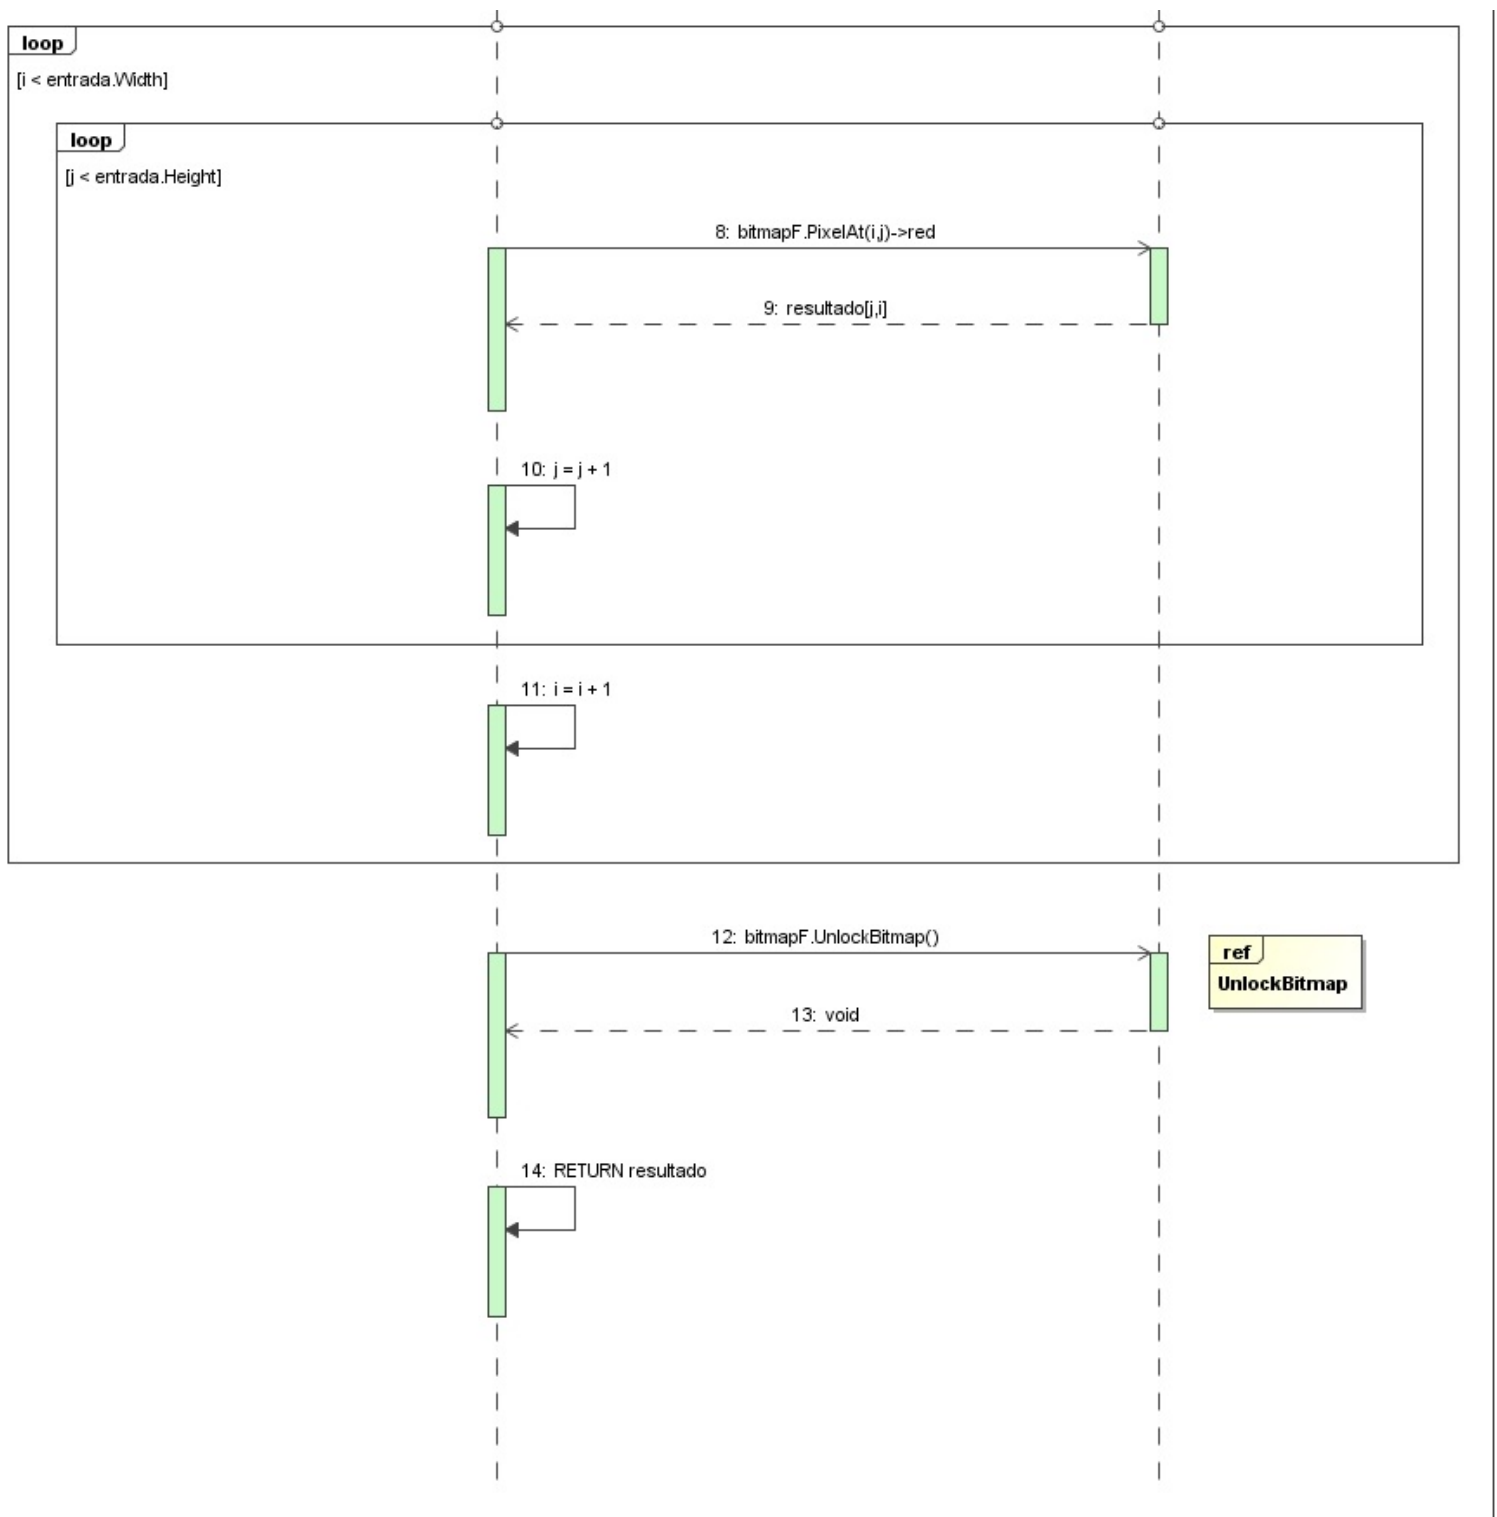 loop
[i < entrada.Width]
loop
[j < entrada.Height]
8: bitmapF.PixelAt(i,j)->red
9: resultado[j,i]
10: j = j + 1
11: i = i + 1
12: bitmapF.UnlockBitmap()
ref
UnlockBitmap
13: void
14: RETURN resultado